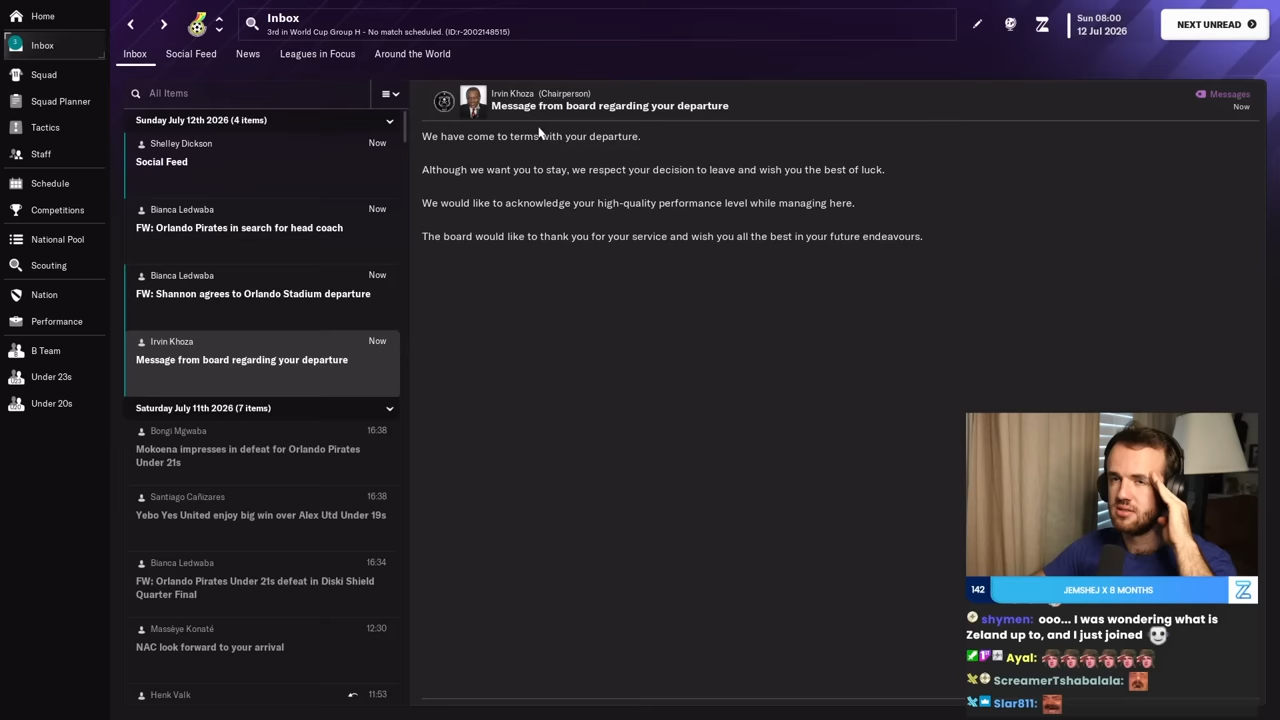 Home
Inbox
3
Squad
Squad Planner
Tactics
Staff
Schedule
Competitions
National Pool
Scouting
Nation
Performance
B Team
Under 23s
Under 20s
Inbox
3rd in World Cup Group H - No match scheduled. (ID:r-2002148515)
Sun 08:00
12 Jul 2026
NEXT UNREAD
Inbox
Social Feed
News
Leagues in Focus
Around the World
All Items
Sunday July 12th 2026 (4 items)
Shelley Dickson
Now
Social Feed
Bianca Ledwaba
Now
FW: Orlando Pirates in search for head coach
Bianca Ledwaba
Now
FW: Shannon agrees to Orlando Stadium departure
Irvin Khoza
Now
Message from board regarding your departure
Saturday July 11th 2026 (7 items)
Bongi Mgwaba
16:38
Mokoena impresses in defeat for Orlando Pirates
Under 21s
Santiago Cañizares
16:38
Yebo Yes United enjoy big win over Alex Utd Under 19s
Bianca Ledwaba
16:34
FW: Orlando Pirates Under 21s defeat in Diski Shield
Quarter Final
Massèye Konaté
12:30
NAC look forward to your arrival
Henk Valk
11:53
Irvin Khoza (Chairperson)
Message from board regarding your departure
Messages
Now
We have come to terms with your departure.
Although we want you to stay, we respect your decision to leave and wish you the best of luck.
We would like to acknowledge your high-quality performance level while managing here.
The board would like to thank you for your service and wish you all the best in your future endeavours.
142
JEMSHEJ X 8 MONTHS
Z
shymen: ooo... I was wondering what is
Zeland up to, and I just joined
Ayal:
ScreamerTshabalala:
Slar811: